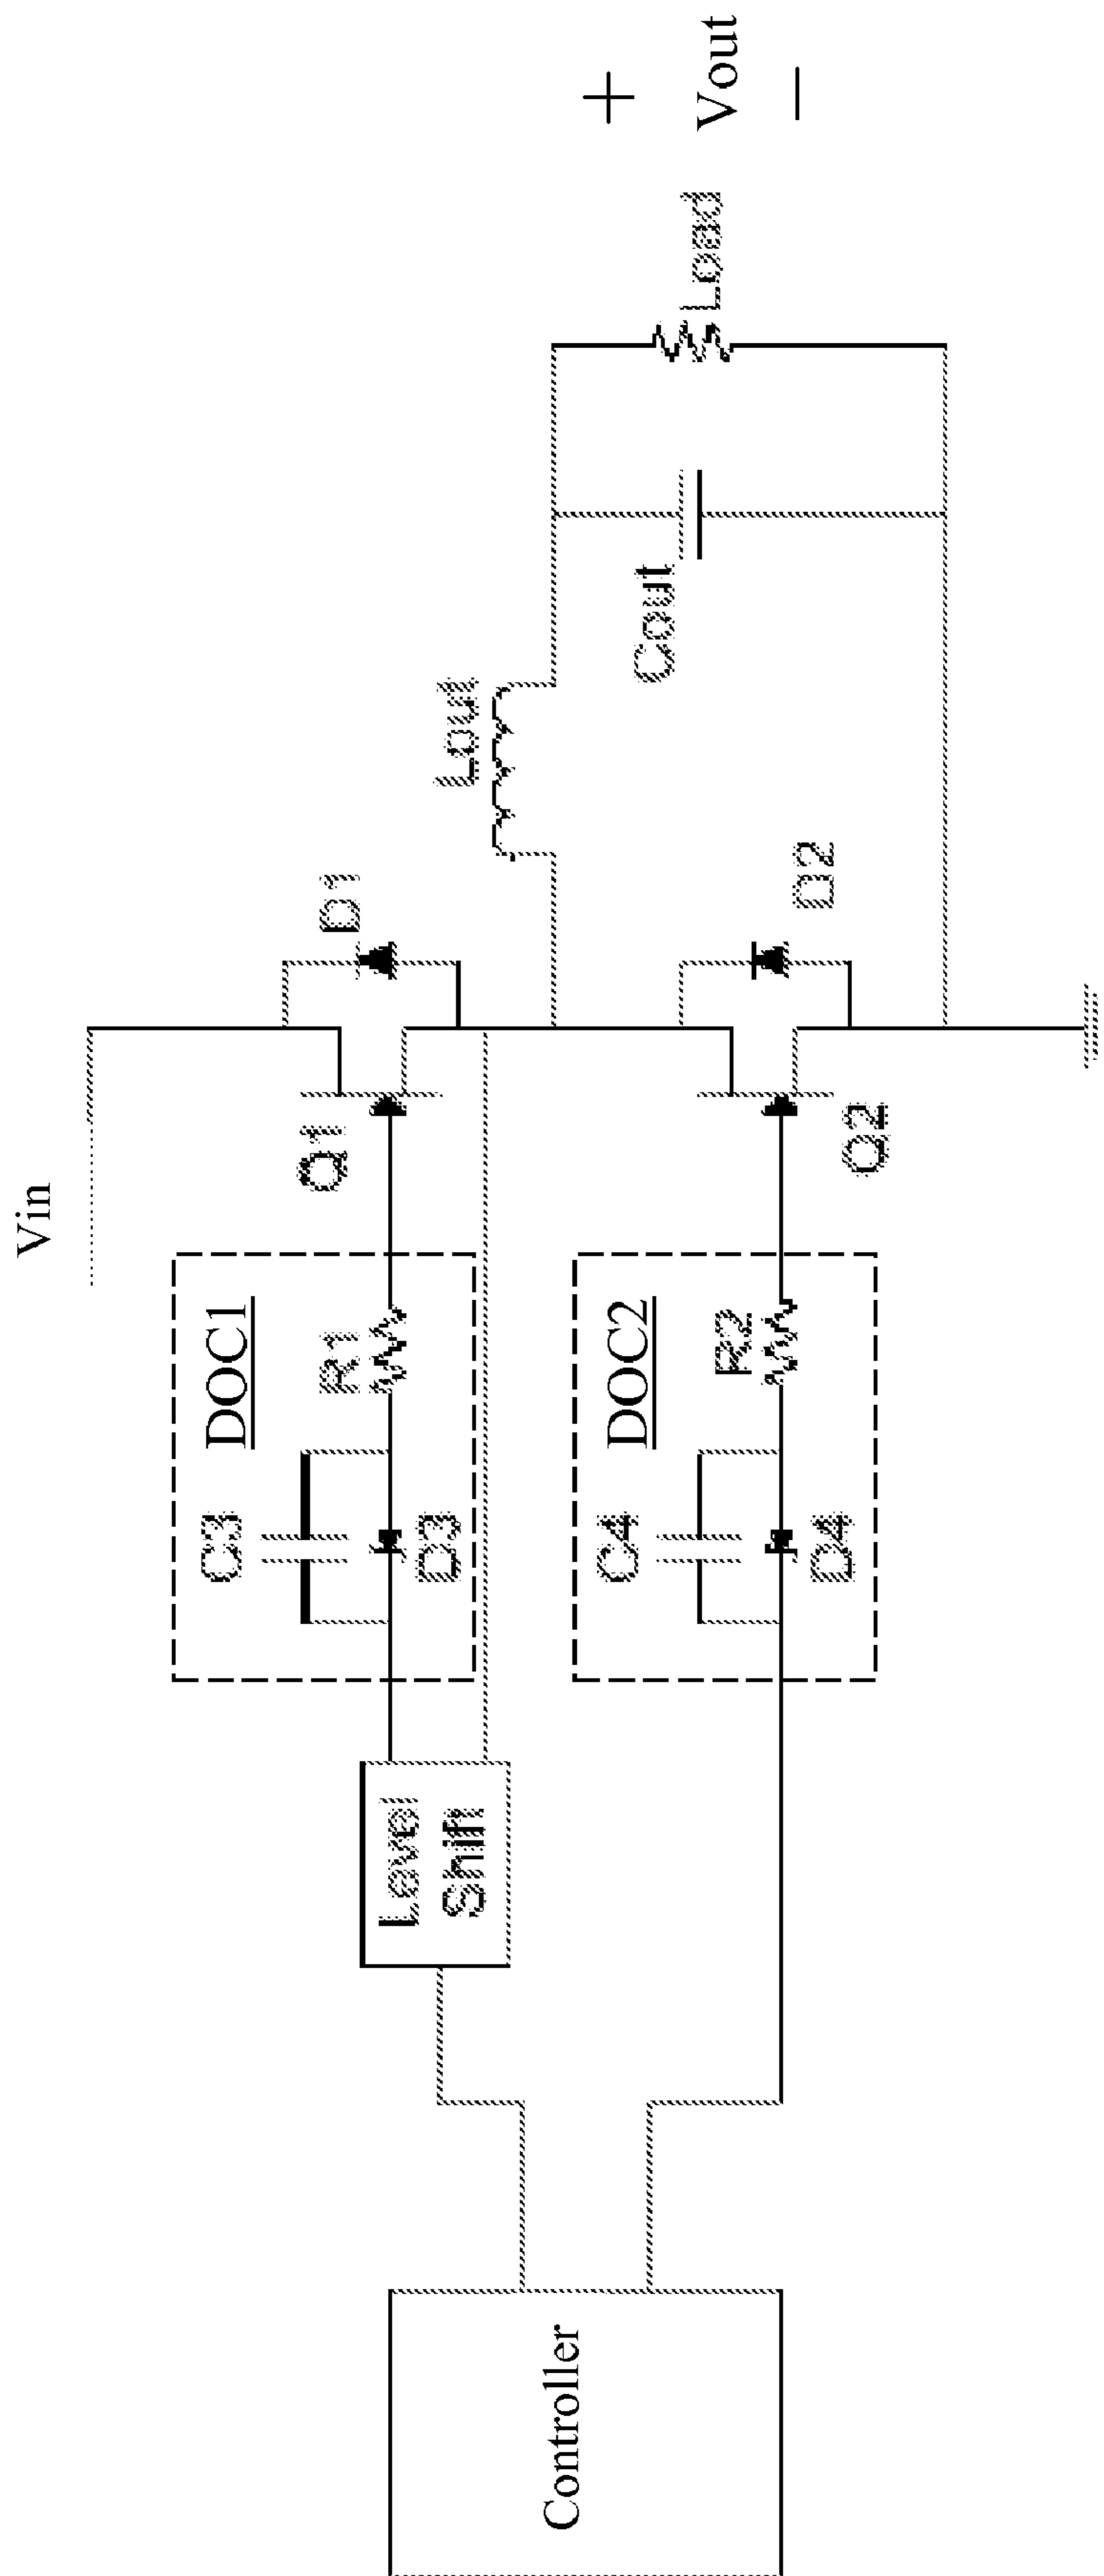 Vin
Controller
Level
Shift
DOC1
C3
D3
R1
Q1
D1
DOC2
C4
D4
R2
Q2
D2
Lout
Cout
Load
+
Vout
−